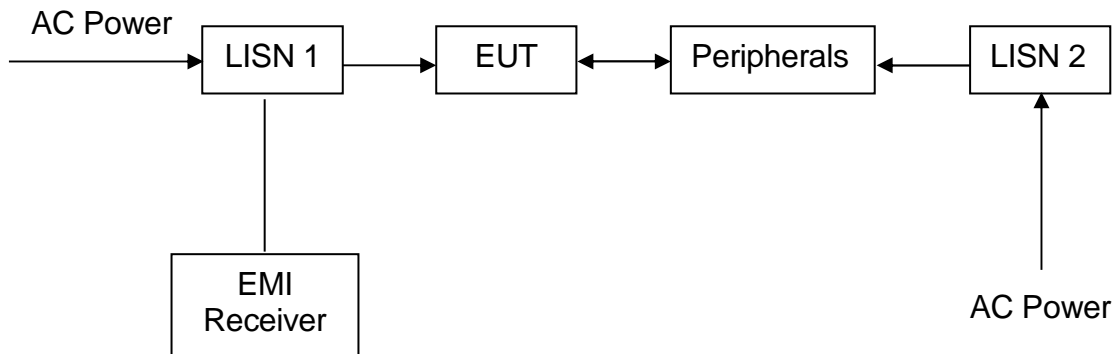 AC Power
LISN 1
EUT
Peripherals
LISN 2
EMI
Receiver
AC Power